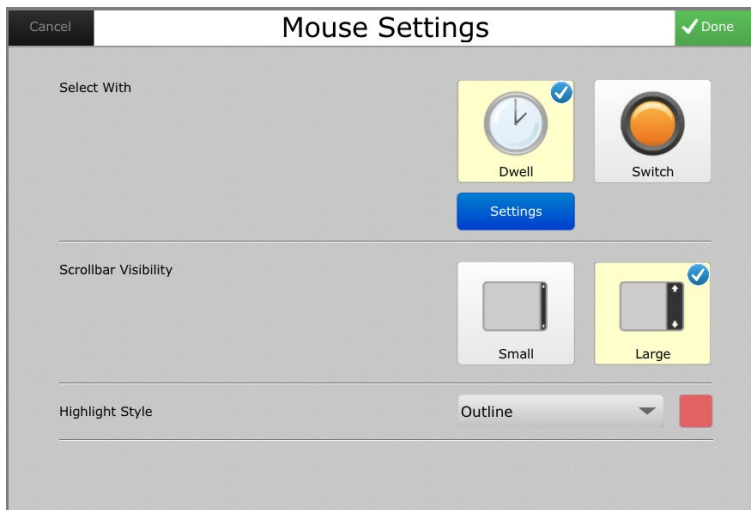 Cancel
Mouse Settings
Done
Select With
Dwell
Switch
Settings
Scrollbar Visibility
Small
Large
Highlight Style
Outline